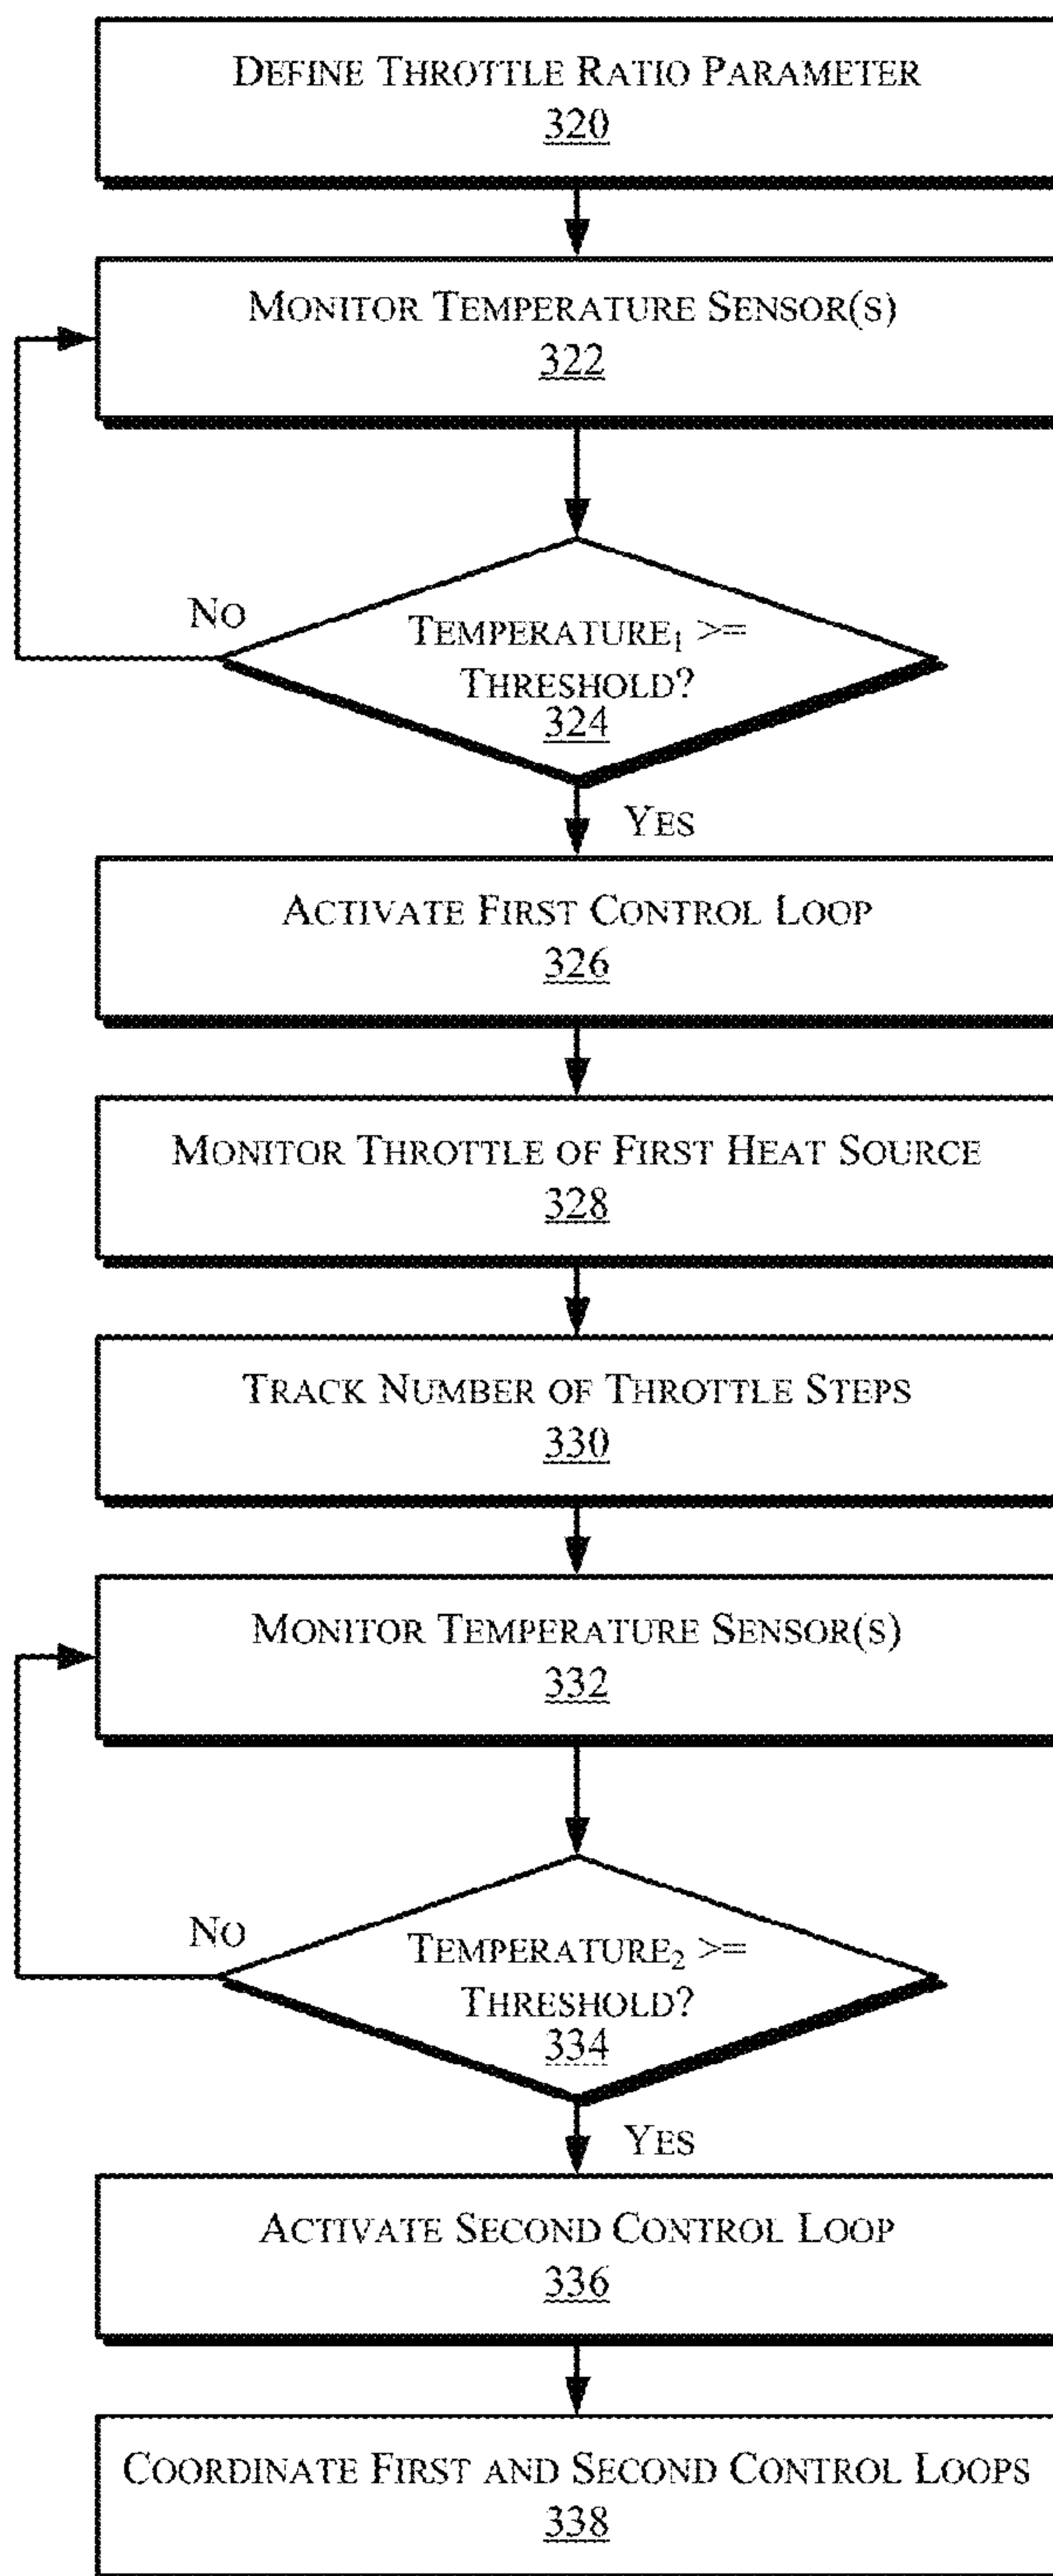 DEFINE THROTTLE RATIO PARAMETER
320
MONITOR TEMPERATURE SENSOR(S)
322
NO
TEMPERATURE₁ >=
THRESHOLD?
324
YES
ACTIVATE FIRST CONTROL LOOP
326
MONITOR THROTTLE OF FIRST HEAT SOURCE
328
TRACK NUMBER OF THROTTLE STEPS
330
MONITOR TEMPERATURE SENSOR(S)
332
NO
TEMPERATURE₂ >=
THRESHOLD?
334
YES
ACTIVATE SECOND CONTROL LOOP
336
COORDINATE FIRST AND SECOND CONTROL LOOPS
338